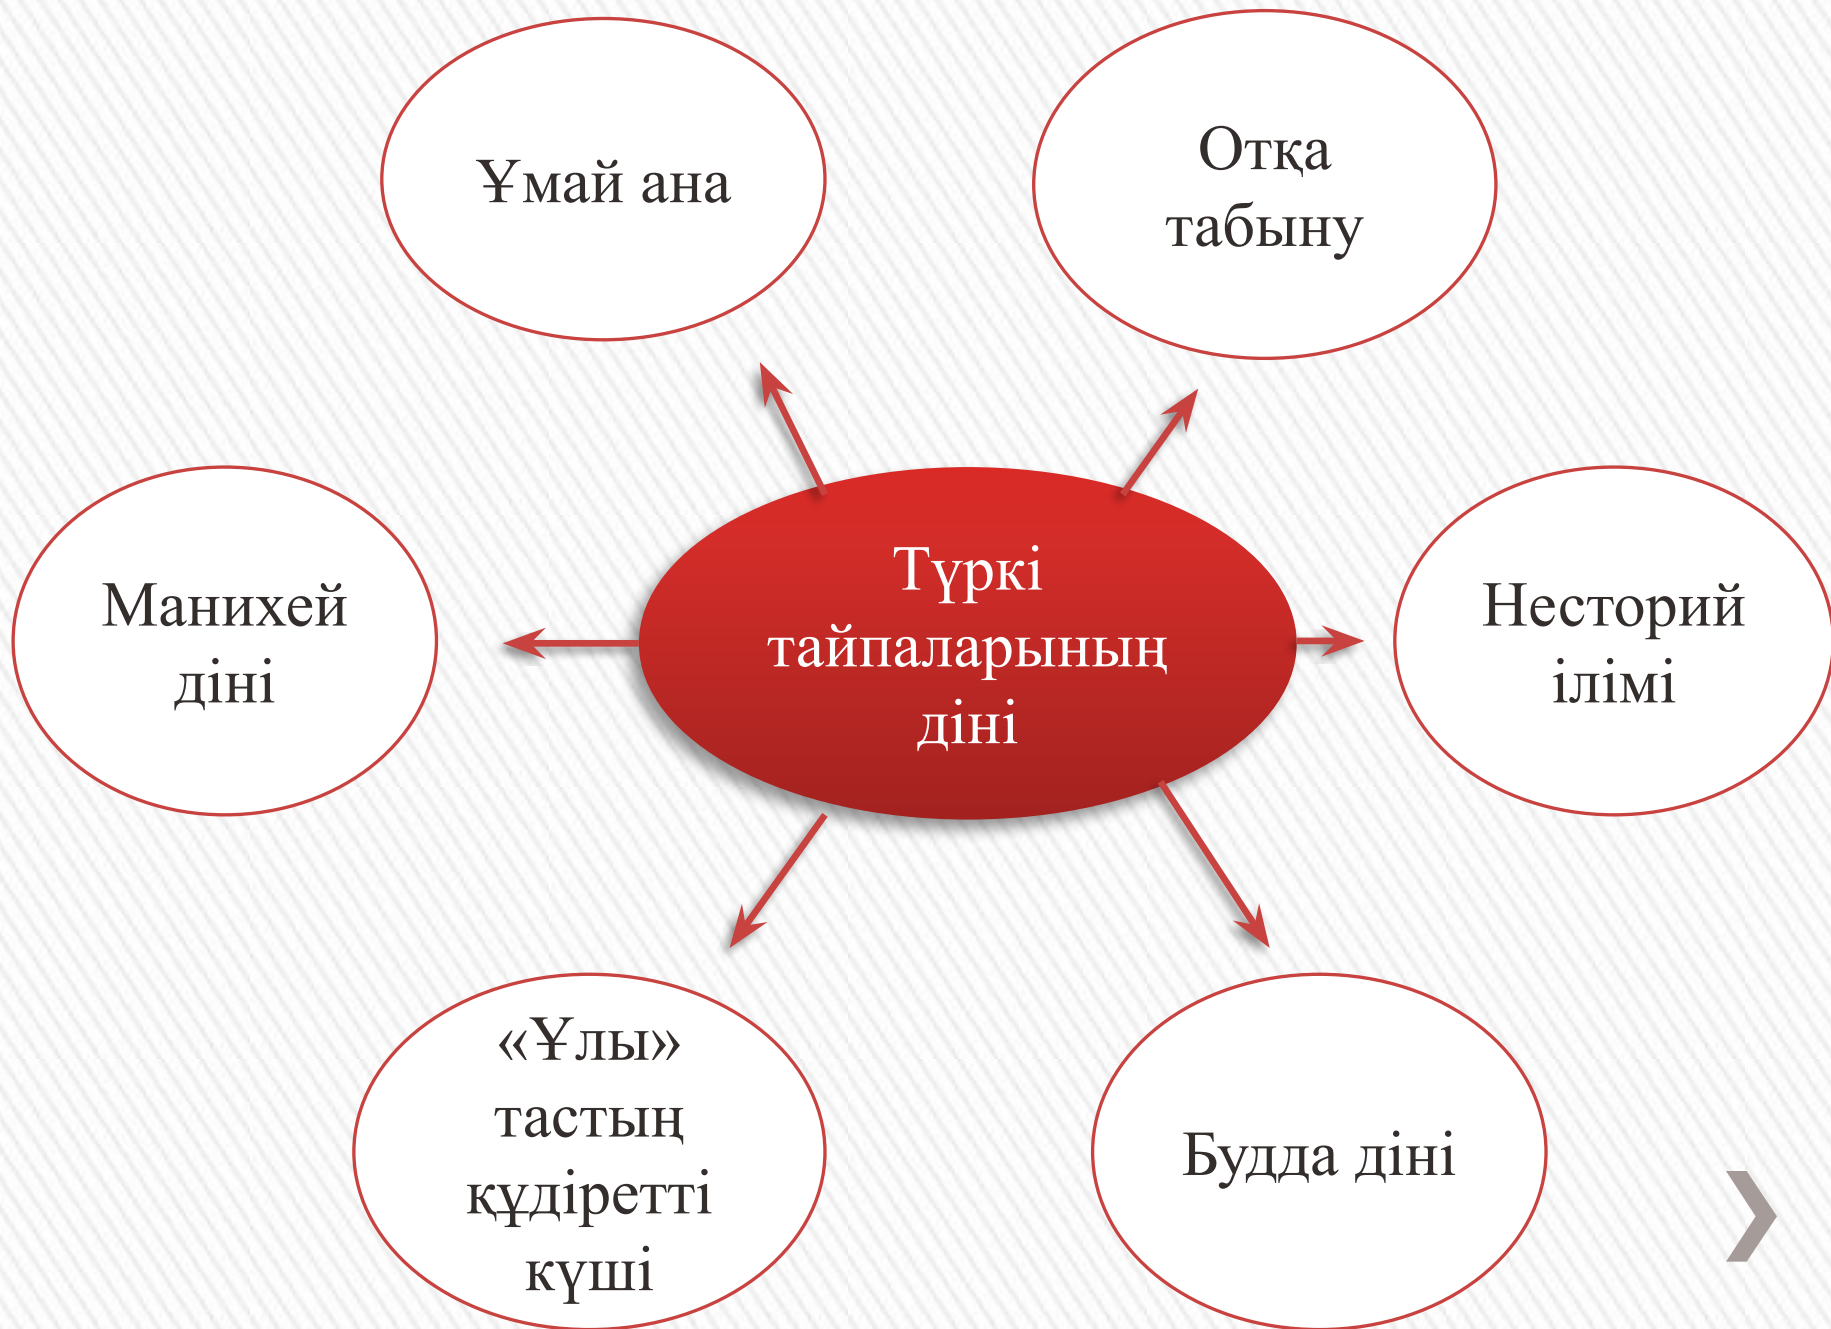 Ұмай ана
Отқа
табыну
Манихей
діні
Түркі
тайпаларының
діні
Несторий
ілімі
«Ұлы»
тастың
құдіретті
күші
Будда діні